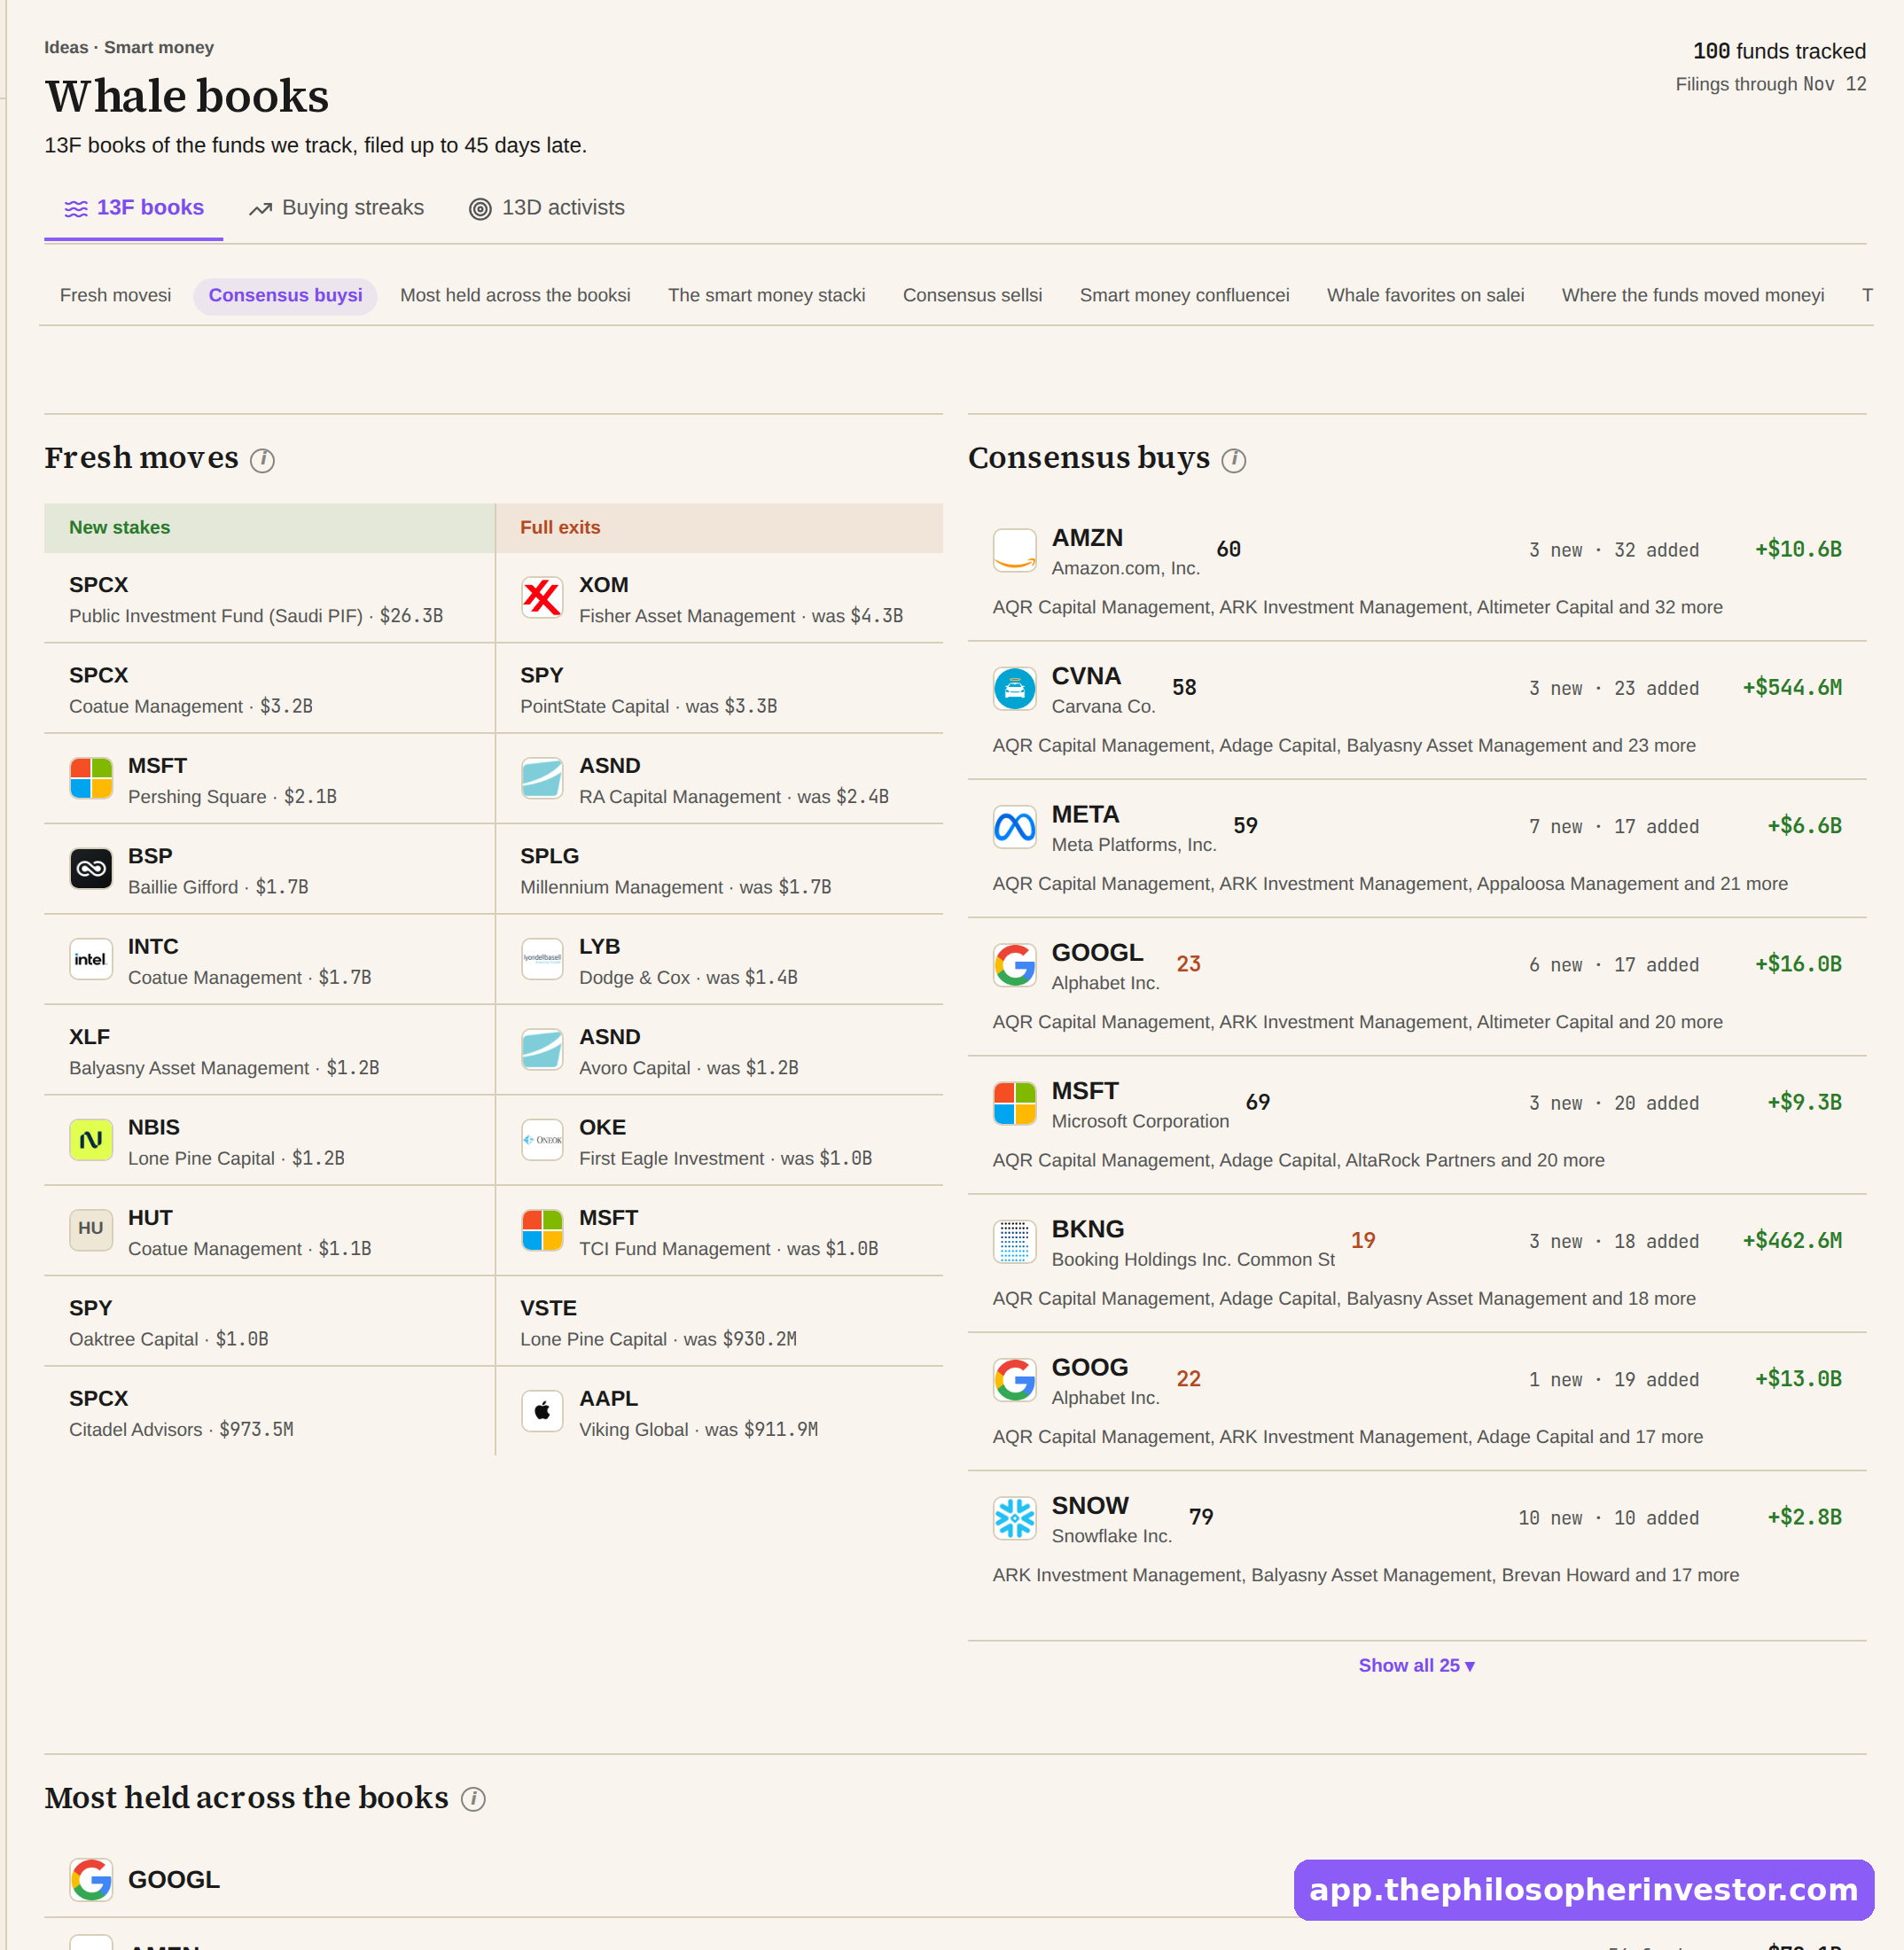 Ideas · Smart money
Whale books
13F books of the funds we track, filed up to 45 days late.
100 funds tracked
Filings through Nov 12
13F books
Buying streaks
13D activists
Fresh movesi
Consensus buysi
Most held across the booksi
The smart money stacki
Consensus sellsi
Smart money confluencei
Whale favorites on salei
Where the funds moved moneyi
T
Fresh moves i
New stakes
Full exits
SPCX
Public Investment Fund (Saudi PIF) · $26.3B
XOM
Fisher Asset Management · was $4.3B
SPCX
Coatue Management · $3.2B
SPY
PointState Capital · was $3.3B
MSFT
Pershing Square · $2.1B
ASND
RA Capital Management · was $2.4B
BSP
Baillie Gifford · $1.7B
SPLG
Millennium Management · was $1.7B
intel
INTC
Coatue Management · $1.7B
lyondellbasell
LYB
Dodge & Cox · was $1.4B
XLF
Balyasny Asset Management · $1.2B
ASND
Avoro Capital · was $1.2B
NBIS
Lone Pine Capital · $1.2B
ONEOK
OKE
First Eagle Investment · was $1.0B
HU
HUT
Coatue Management · $1.1B
MSFT
TCI Fund Management · was $1.0B
SPY
Oaktree Capital · $1.0B
VSTE
Lone Pine Capital · was $930.2M
SPCX
Citadel Advisors · $973.5M
AAPL
Viking Global · was $911.9M
Consensus buys i
AMZN
Amazon.com, Inc.
60
3 new · 32 added
+$10.6B
AQR Capital Management, ARK Investment Management, Altimeter Capital and 32 more
CVNA
Carvana Co.
58
3 new · 23 added
+$544.6M
AQR Capital Management, Adage Capital, Balyasny Asset Management and 23 more
META
Meta Platforms, Inc.
59
7 new · 17 added
+$6.6B
AQR Capital Management, ARK Investment Management, Appaloosa Management and 21 more
GOOGL
Alphabet Inc.
23
6 new · 17 added
+$16.0B
AQR Capital Management, ARK Investment Management, Altimeter Capital and 20 more
MSFT
Microsoft Corporation
69
3 new · 20 added
+$9.3B
AQR Capital Management, Adage Capital, AltaRock Partners and 20 more
BKNG
Booking Holdings Inc. Common St
19
3 new · 18 added
+$462.6M
AQR Capital Management, Adage Capital, Balyasny Asset Management and 18 more
GOOG
Alphabet Inc.
22
1 new · 19 added
+$13.0B
AQR Capital Management, ARK Investment Management, Adage Capital and 17 more
SNOW
Snowflake Inc.
79
10 new · 10 added
+$2.8B
ARK Investment Management, Balyasny Asset Management, Brevan Howard and 17 more
Show all 25 ▾
Most held across the books i
GOOGL
app.thephilosopherinvestor.com